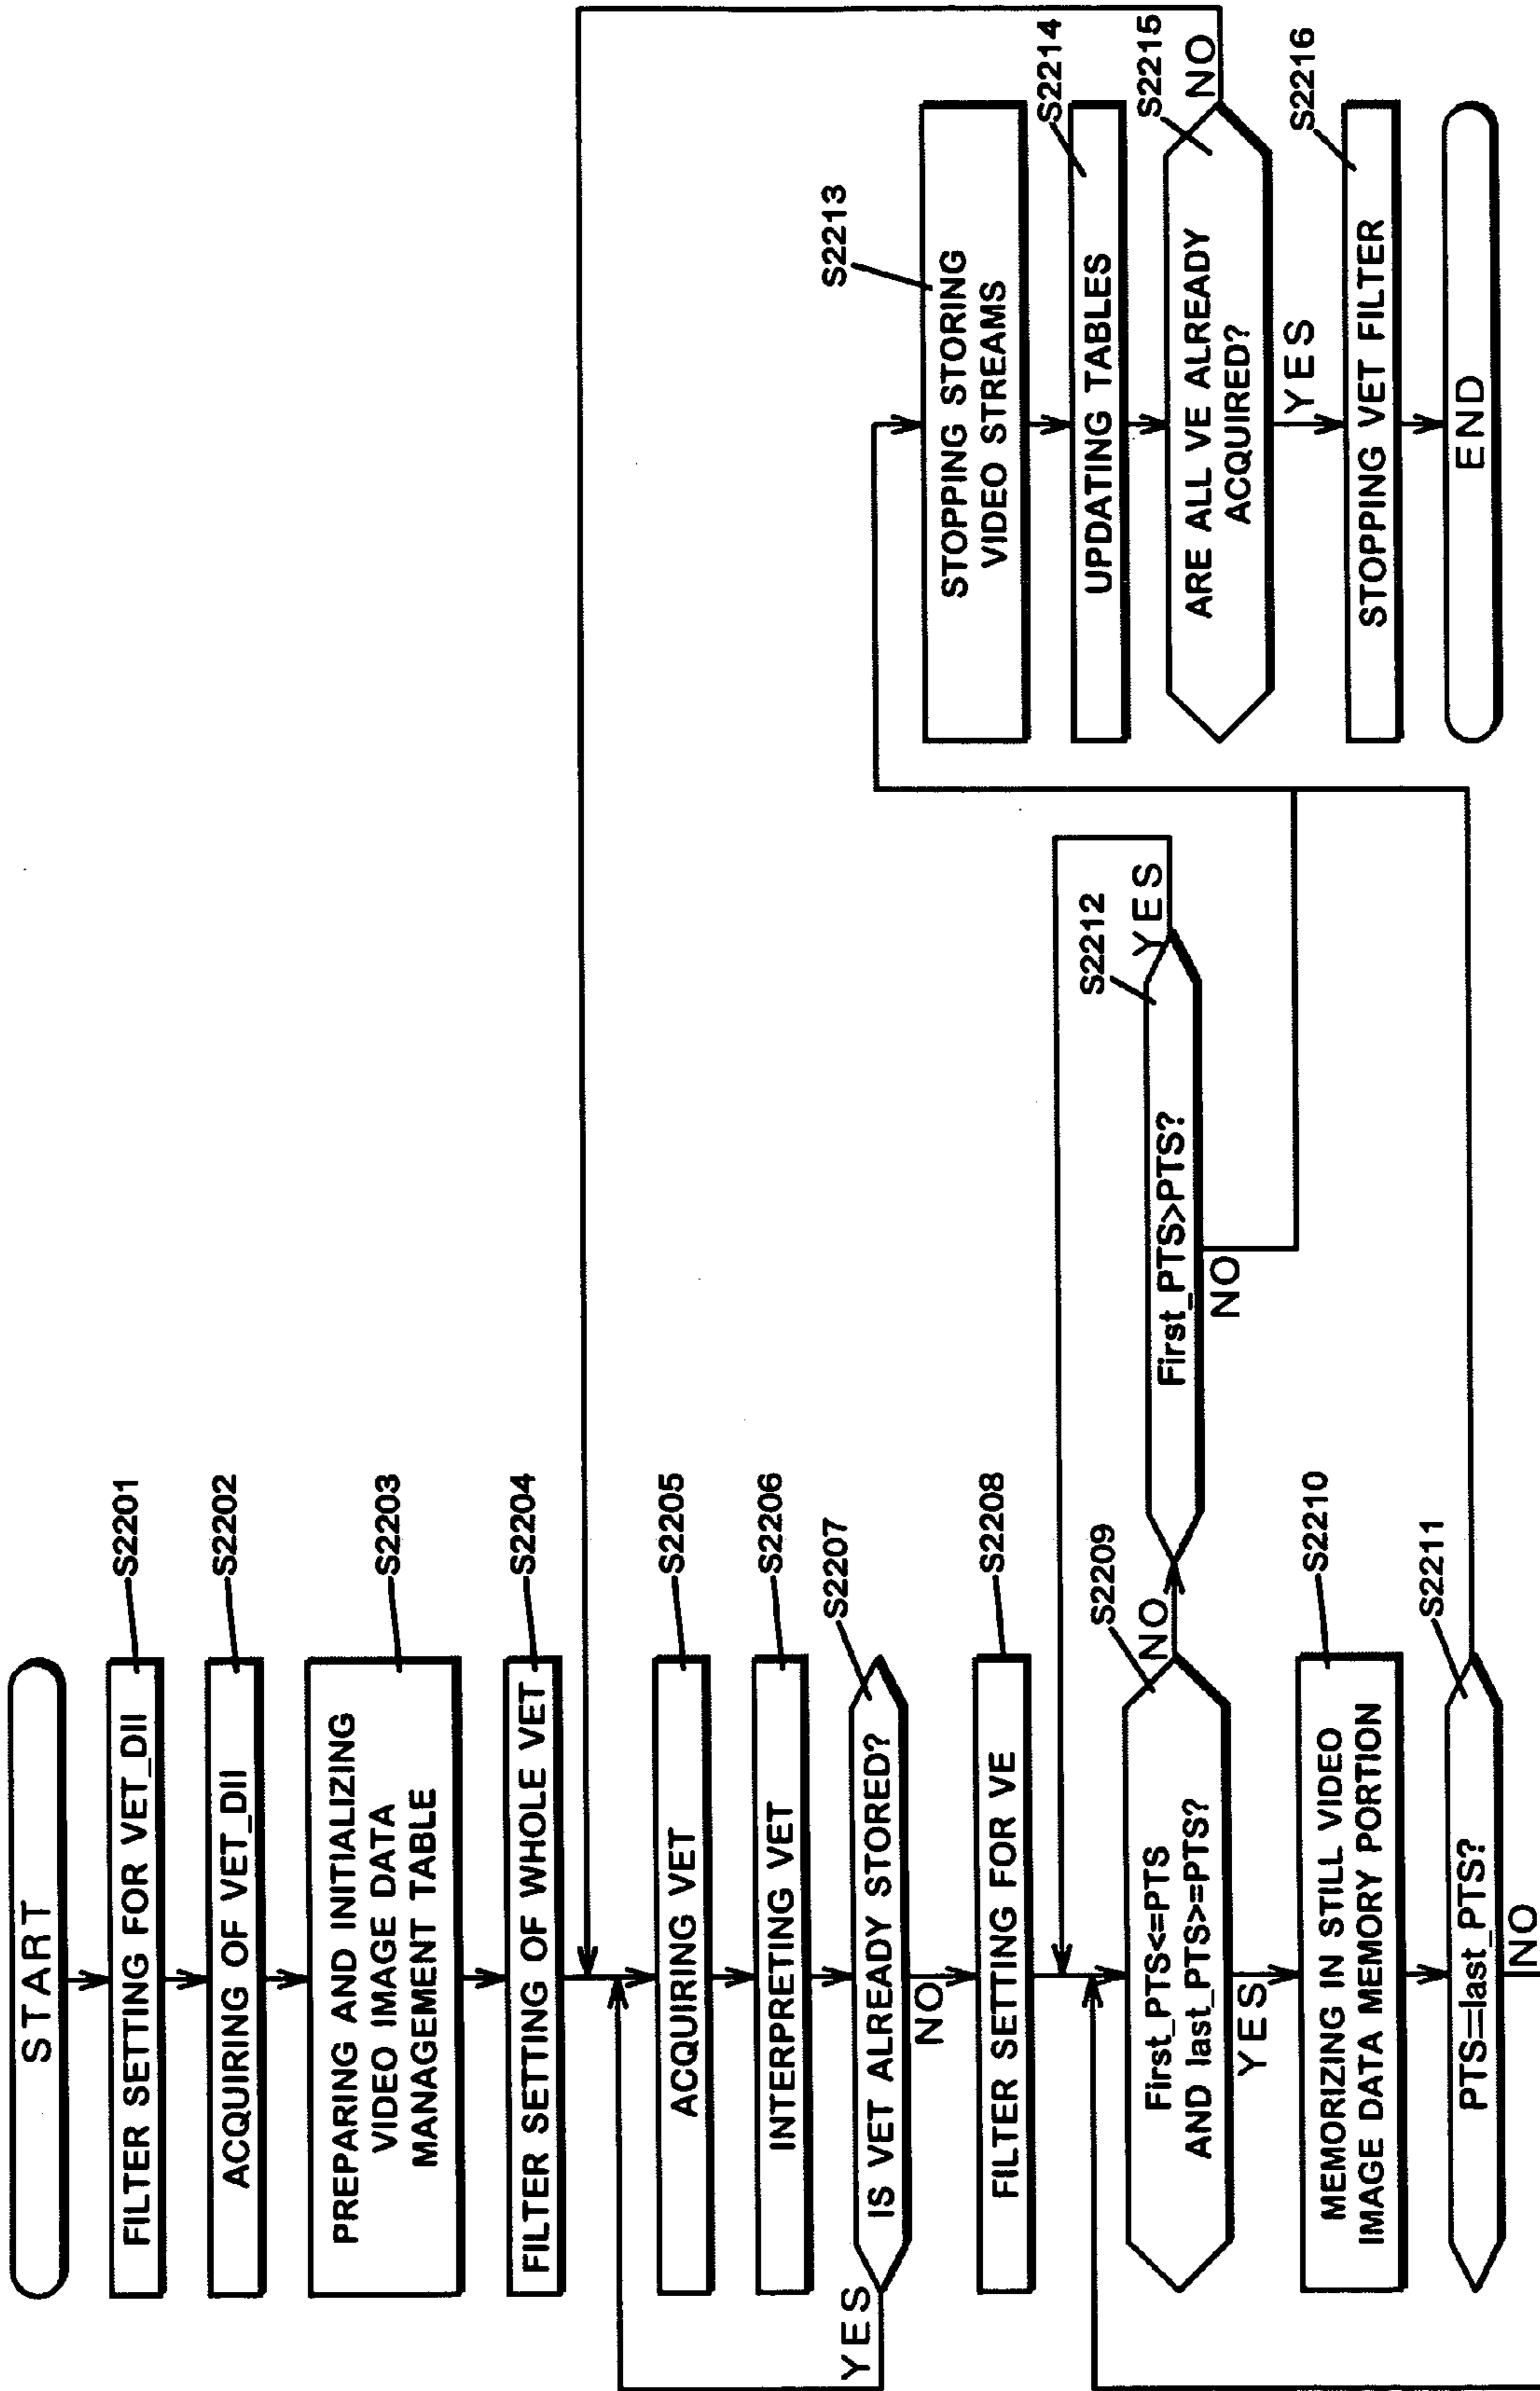 START
FILTER SETTING FOR VET_DII
S2201
ACQUIRING OF VET_DII
S2202
PREPARING AND INITIALIZING
VIDEO IMAGE DATA
MANAGEMENT TABLE
S2203
FILTER SETTING OF WHOLE VET
S2204
ACQUIRING VET
S2205
INTERPRETING VET
S2206
IS VET ALREADY STORED?
S2207
YES
NO
FILTER SETTING FOR VE
S2208
First_PTS<=PTS
AND last_PTS>=PTS?
S2209
NO
YES
MEMORIZING IN STILL VIDEO
IMAGE DATA MEMORY PORTION
S2210
PTS==last_PTS?
S2211
NO
First_PTS>PTS?
S2212
YES
NO
STOPPING STORING
VIDEO STREAMS
S2213
UPDATING TABLES
S2214
ARE ALL VE ALREADY
ACQUIRED?
S2215
NO
YES
STOPPING VET FILTER
S2216
END